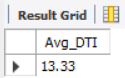 Result Grid
Avg_DTI
13.33